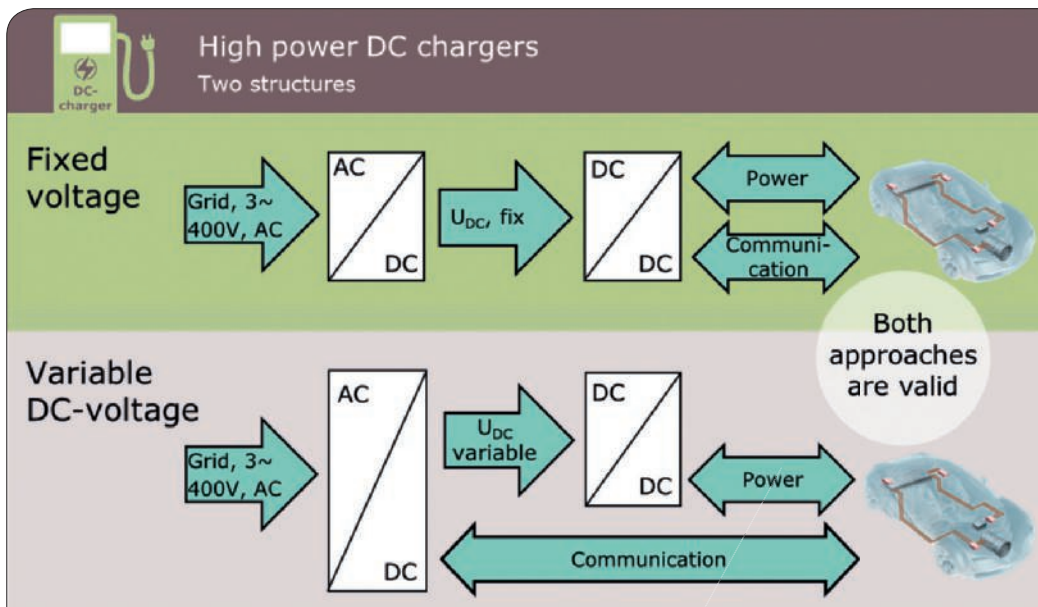 DC-
charger
High power DC chargers
Two structures
Fixed
voltage
Grid, 3~
400V, AC
AC
DC
UDC, fix
DC
DC
Power
Communi-
cation
Both
approaches
are valid
Variable
DC-voltage
Grid, 3~
400V, AC
AC
DC
UDC
variable
DC
DC
Power
Communication